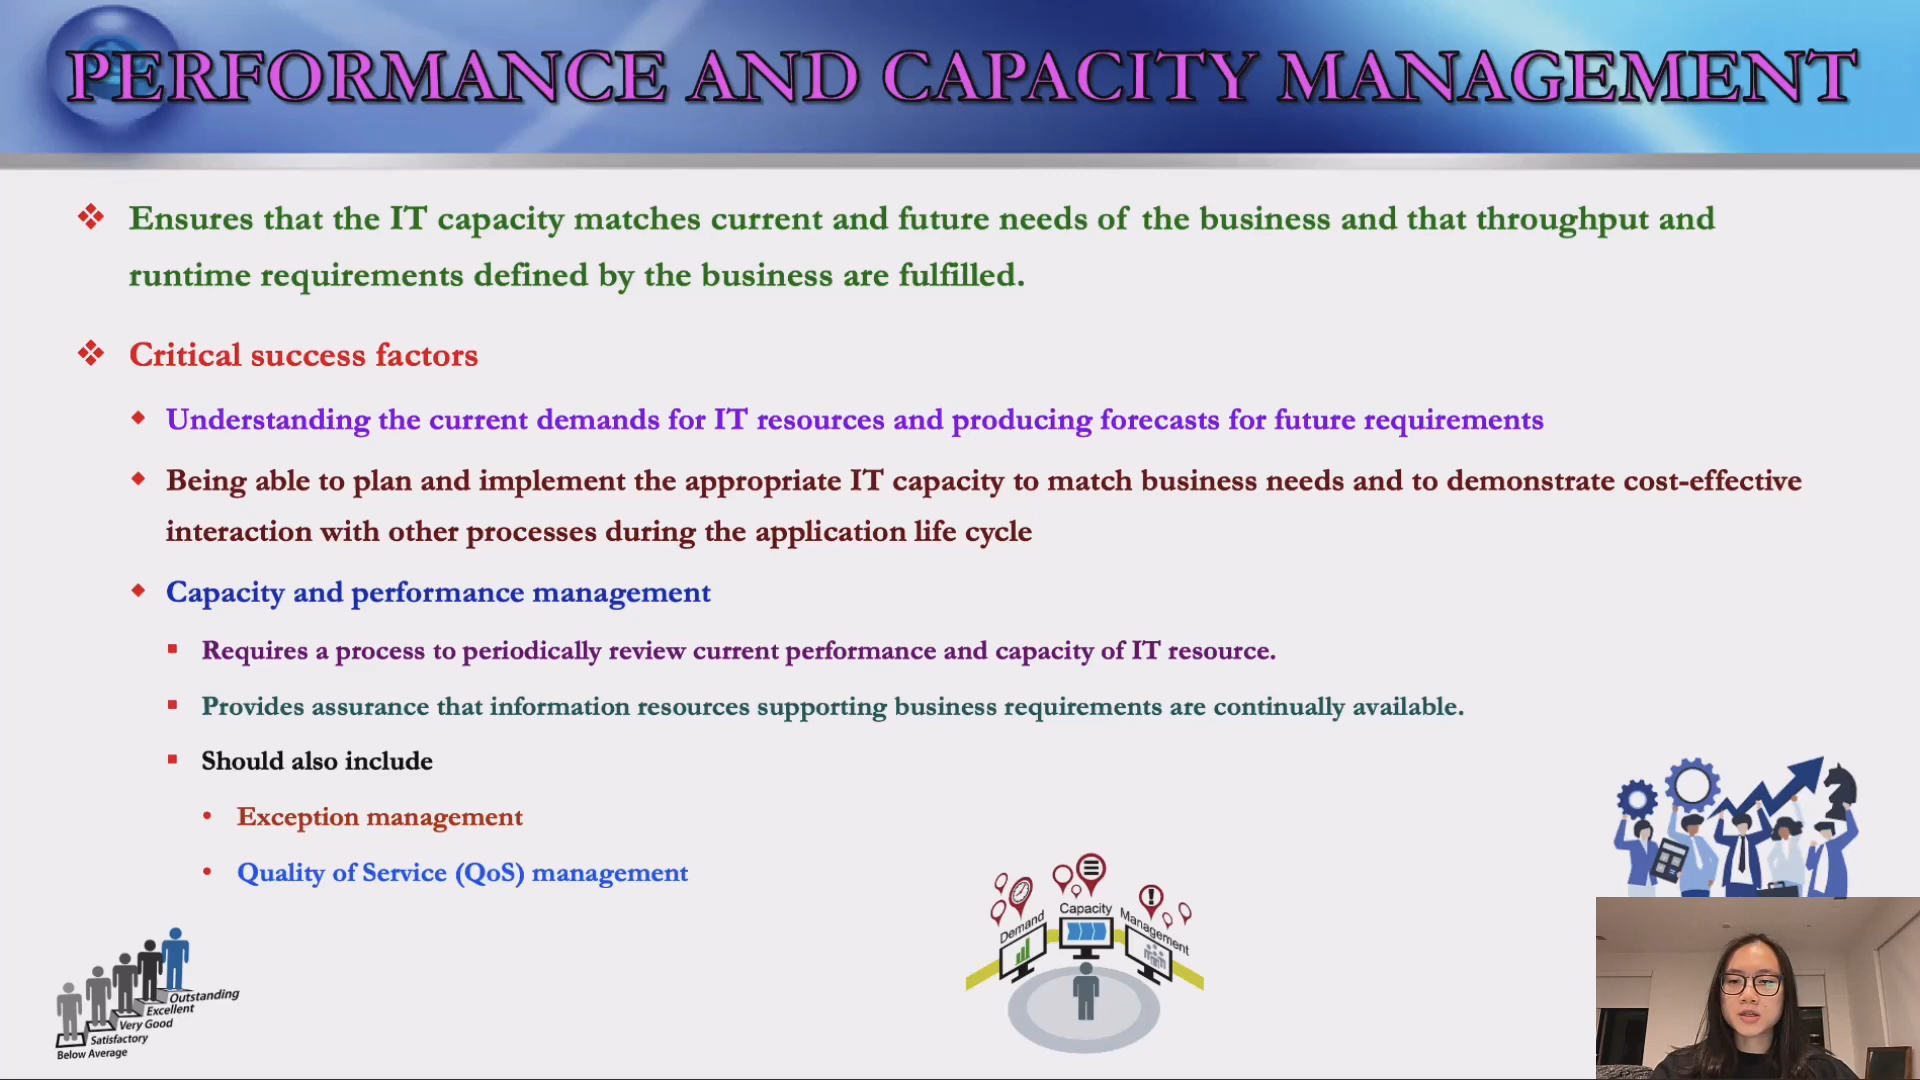 PERFORMANCE AND CAPACITY MANAGEMENT
Ensures that the IT capacity matches current and future needs of the business and that throughput and
runtime requirements defined by the business are fulfilled.
Critical success factors
Understanding the current demands for IT resources and producing forecasts for future requirements
Being able to plan and implement the appropriate IT capacity to match business needs and to demonstrate cost-effective
interaction with other processes during the application life cycle
Capacity and performance management
Requires a process to periodically review current performance and capacity of IT resource.
Provides assurance that information resources supporting business requirements are continually available.
Should also include
Exception management
Quality of Service (QoS) management
Demand
Capacity
Management
Outstanding
Excellent
Very Good
Satisfactory
Below Average